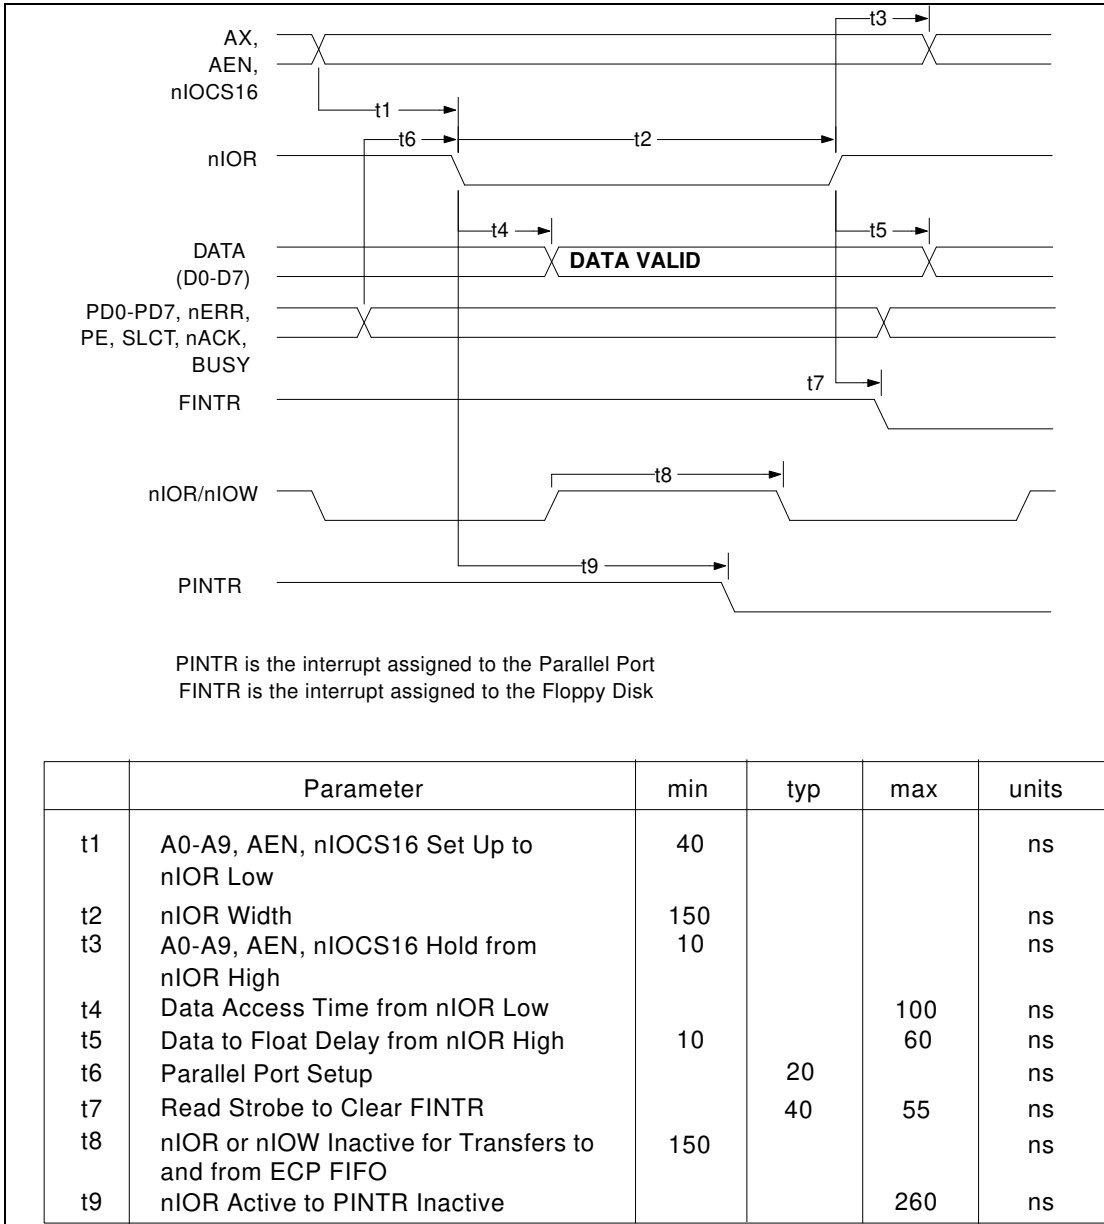 t3
AX,
AEN,
nIOCS16
t1
t6
t2
nIOR
t4
t5
DATA
(D0-D7)
DATA VALID
PD0-PD7, nERR,
PE, SLCT, nACK,
BUSY
t7
FINTR
t8
nIOR/nIOW
t9
PINTR
PINTR is the interrupt assigned to the Parallel Port
FINTR is the interrupt assigned to the Floppy Disk
Parameter min typ max units
t1 A0-A9, AEN, nIOCS16 Set Up to 40 ns
nIOR Low
t2 nIOR Width 150 ns
t3 A0-A9, AEN, nIOCS16 Hold from 10 ns
nIOR High
t4 Data Access Time from nIOR Low 100 ns
t5 Data to Float Delay from nIOR High 10 60 ns
t6 Parallel Port Setup 20 ns
t7 Read Strobe to Clear FINTR 40 55 ns
t8 nIOR or nIOW Inactive for Transfers to 150 ns
and from ECP FIFO
t9 nIOR Active to PINTR Inactive 260 ns